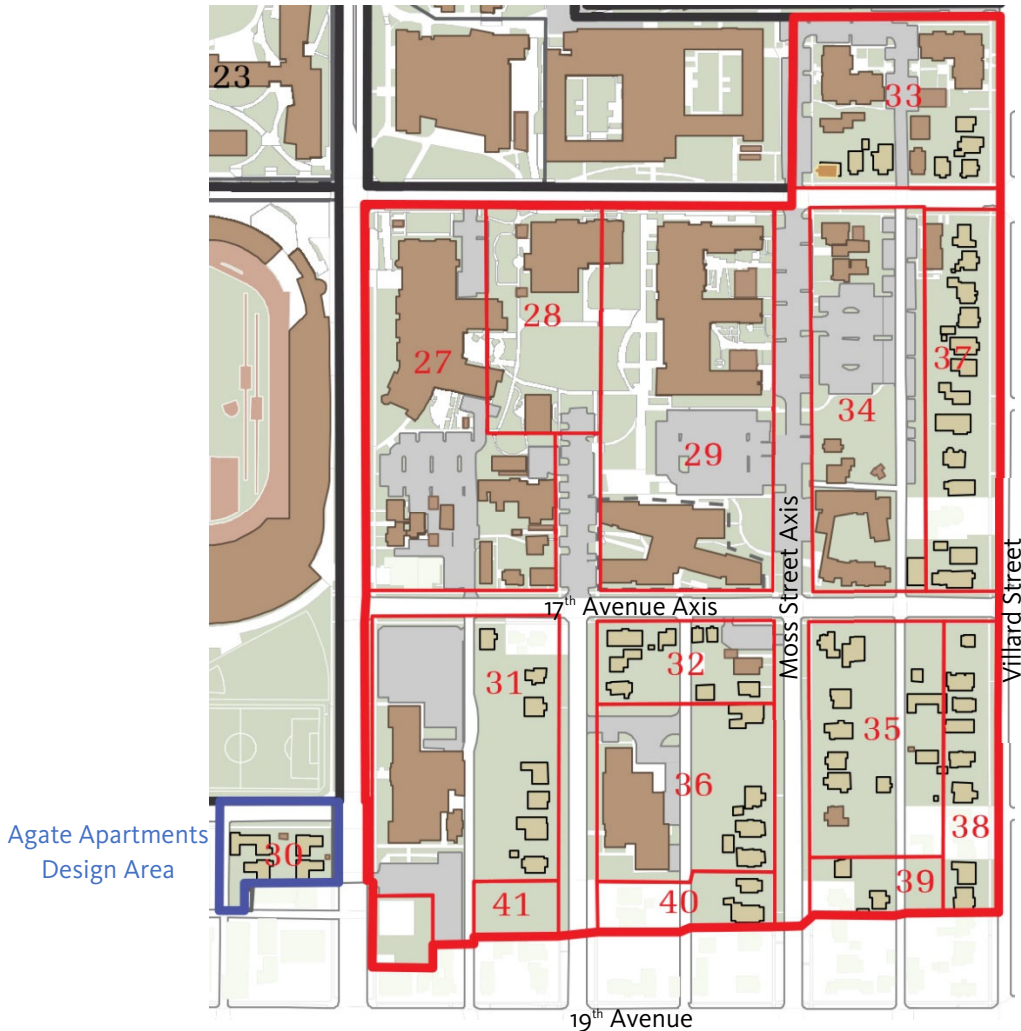 23
33
27
28
29
34
37
Moss Street Axis
Villard Street
17th Avenue Axis
31
32
35
36
38
Agate Apartments
Design Area
30
39
40
41
19th Avenue